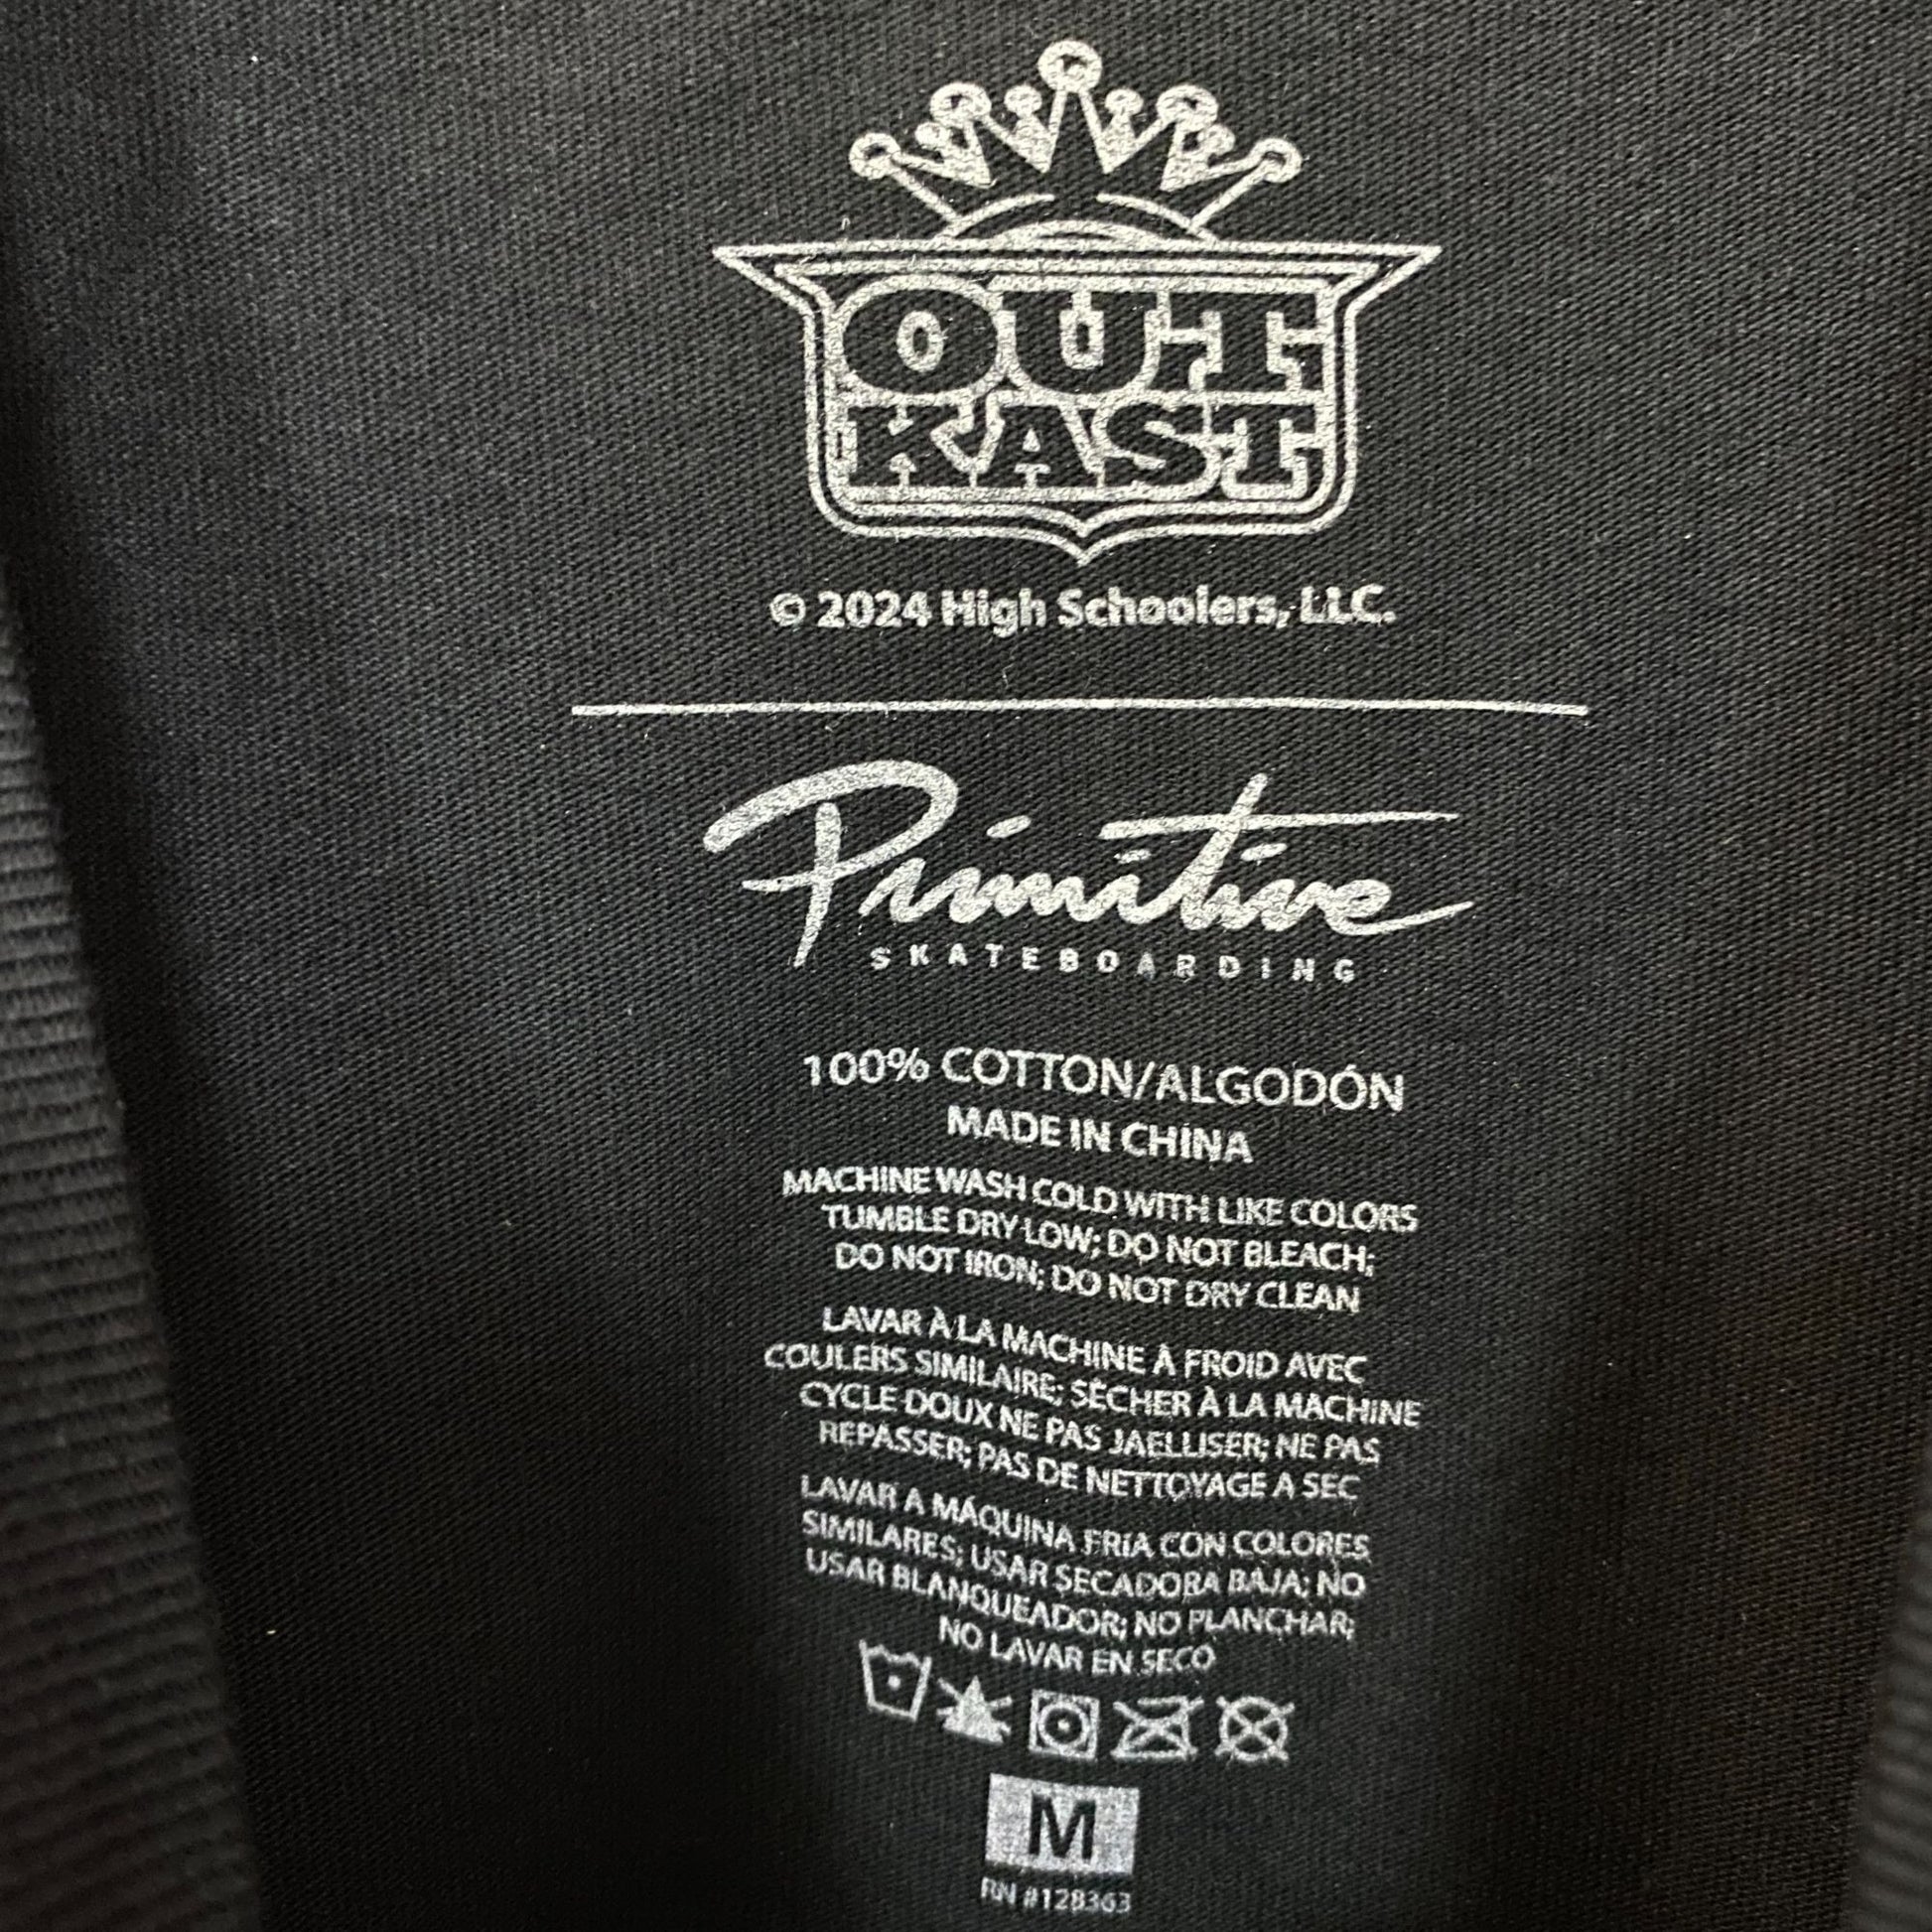 OUT
KAST
© 2024 High Schoolers, LLC.
Primitive
SKATEBOARDING
100% COTTON/ALGODÓN
MADE IN CHINA
MACHINE WASH COLD WITH LIKE COLORS
TUMBLE DRY LOW; DO NOT BLEACH;
DO NOT IRON; DO NOT DRY CLEAN
LAVAR À LA MACHINE À FROID AVEC
COULERS SIMILAIRE; SÉCHER À LA MACHINE
CYCLE DOUX NE PAS JAELLISER; NE PAS
REPASSER; PAS DE NETTOYAGE A SEC
LAVAR A MÁQUINA FRÍA CON COLORES
SIMILARES; USAR SECADORA BAJA; NO
USAR BLANQUEADOR; NO PLANCHAR;
NO LAVAR EN SECO
M
RN #128363